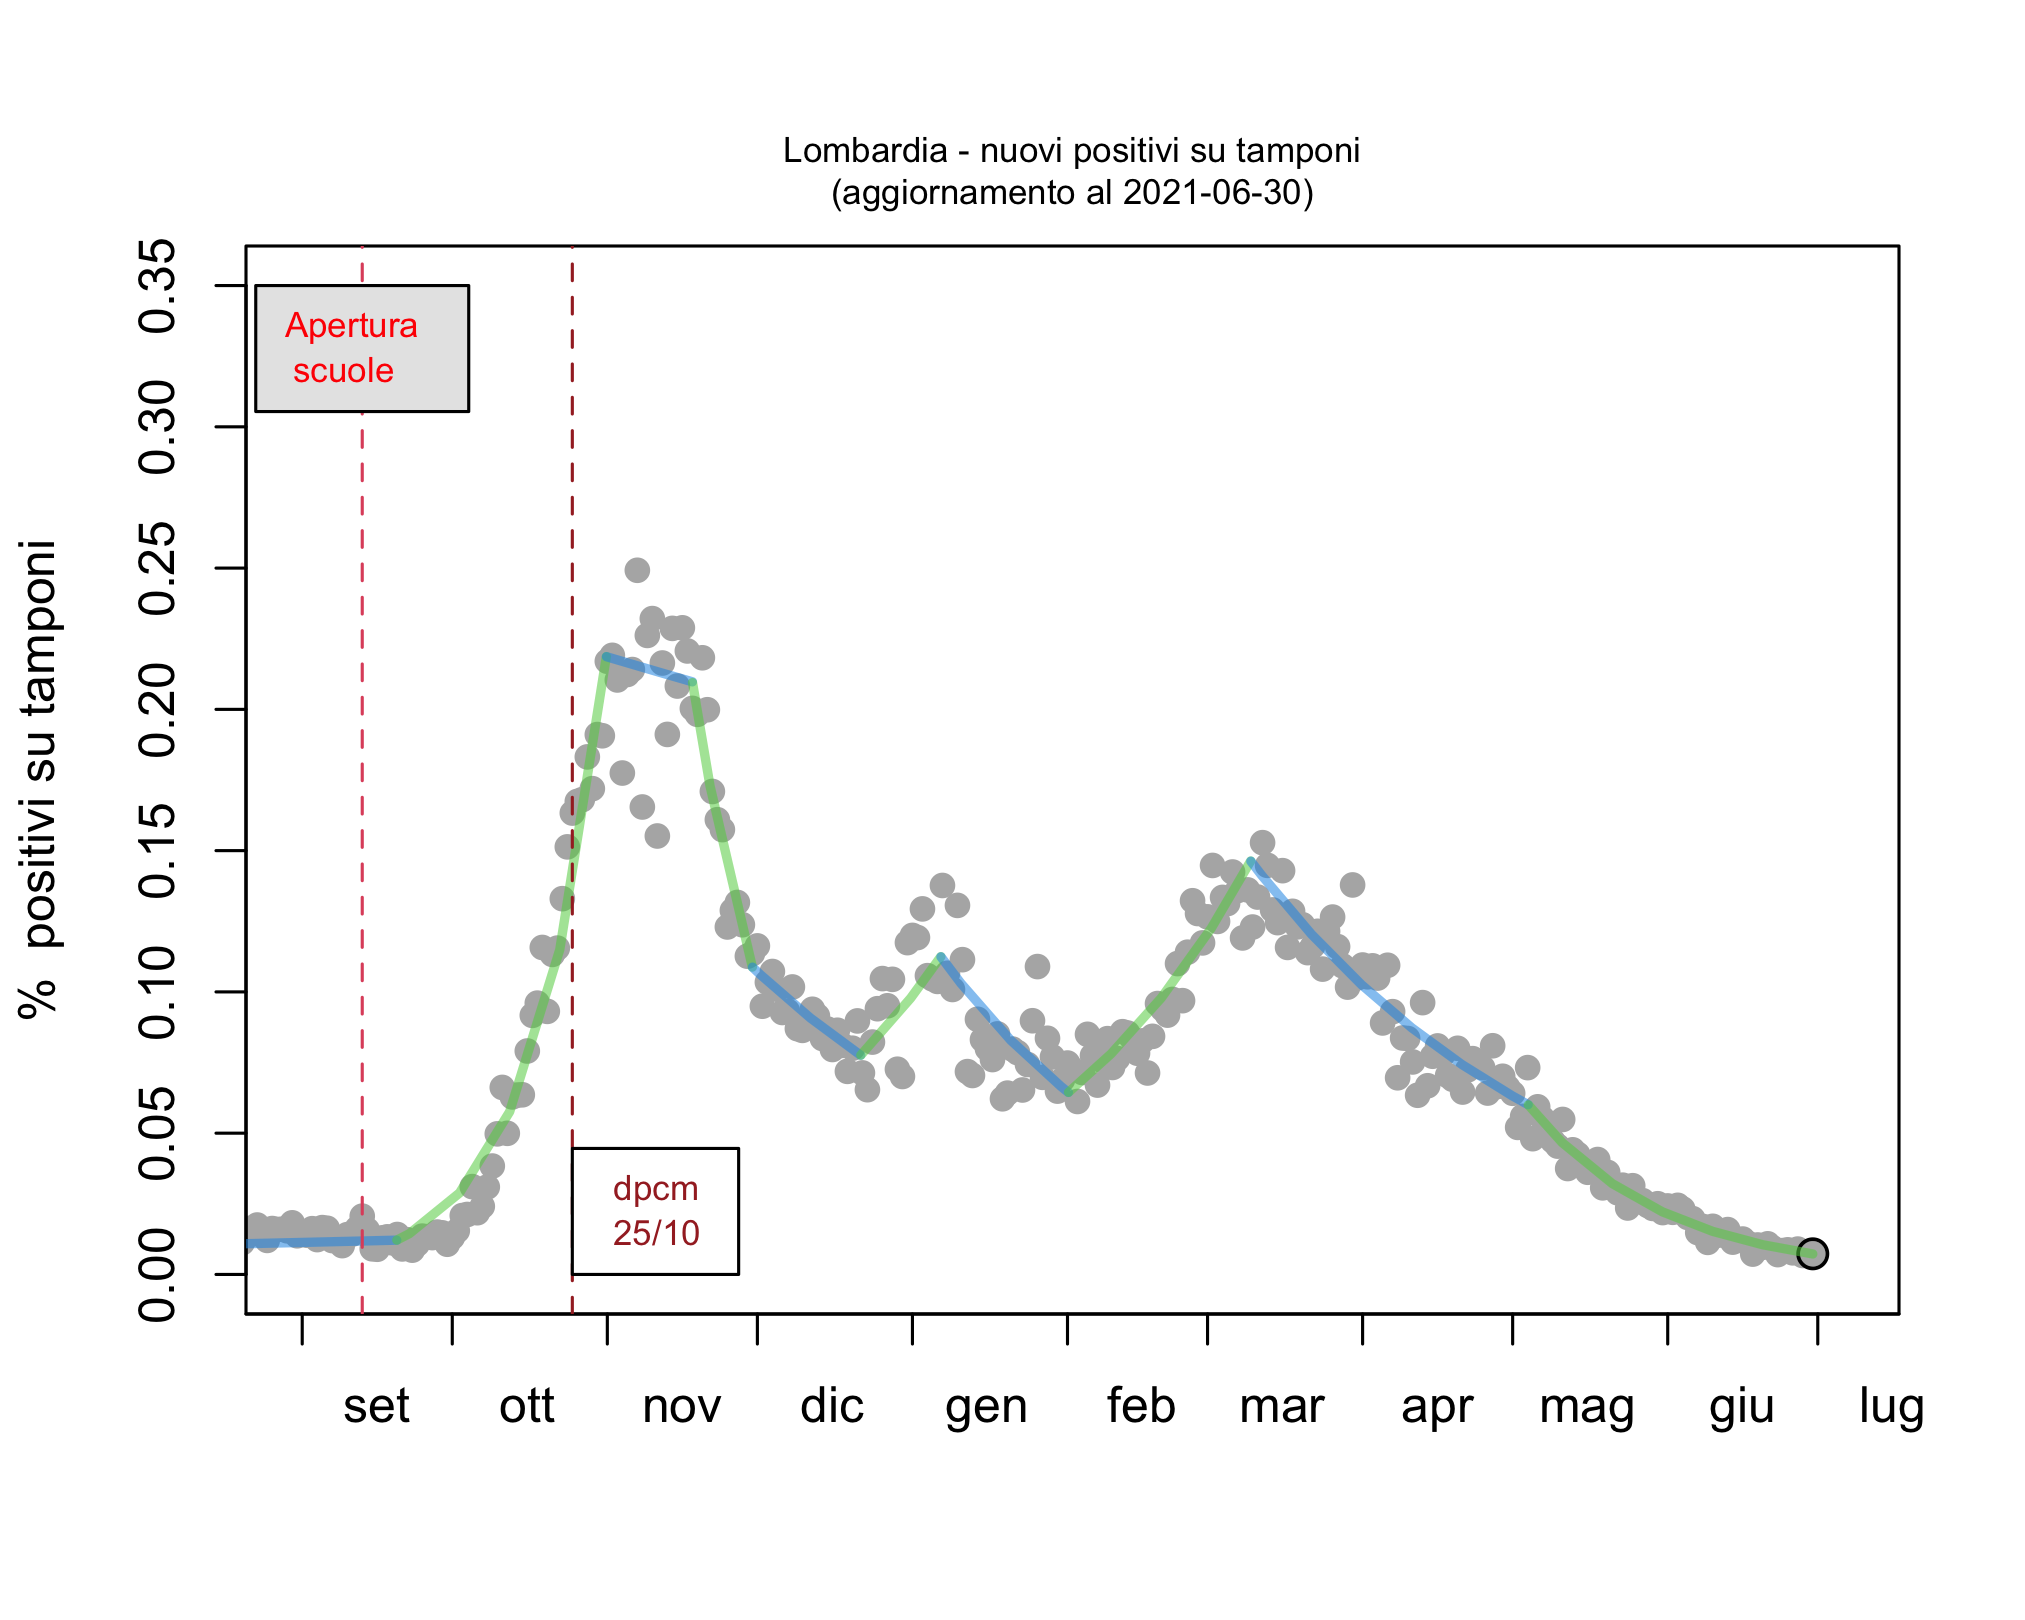 Lombardia - nuovi positivi su tamponi
(aggiornamento al 2021-06-30)
% positivi su tamponi
0.35
0.30
0.25
0.20
0.15
0.10
0.05
0.00
Apertura
scuole
dpcm
25/10
set ott nov dic gen feb mar apr mag giu lug